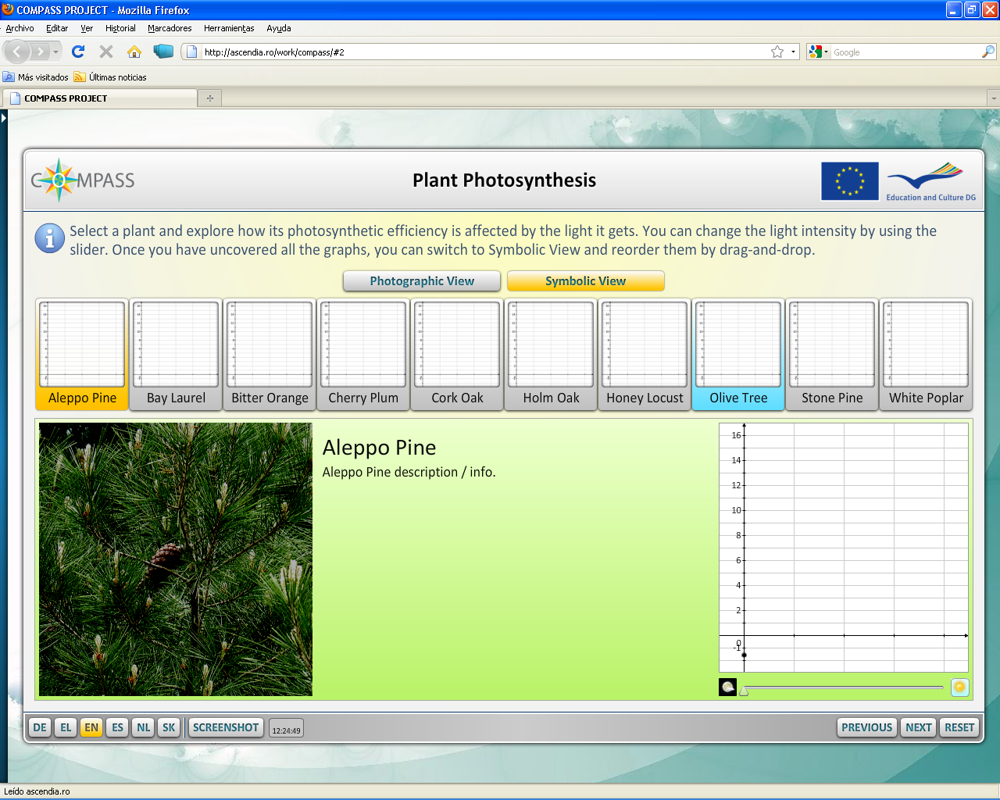 COMPASS PROJECT - Mozilla Firefox
Archivo Editar Ver Historial Marcadores Herramientas Ayuda
http://ascendia.ro/work/compass/#2
Google
Más visitados Últimas noticias
COMPASS PROJECT
COMPASS
Plant Photosynthesis
Education and Culture DG
Select a plant and explore how its photosynthetic efficiency is affected by the light it gets. You can change the light intensity by using the
slider. Once you have uncovered all the graphs, you can switch to Symbolic View and reorder them by drag-and-drop.
Photographic View Symbolic View
Aleppo Pine Bay Laurel Bitter Orange Cherry Plum Cork Oak Holm Oak Honey Locust Olive Tree Stone Pine White Poplar
Aleppo Pine
Aleppo Pine description / info.
16
14
12
10
8
6
4
2
0
-1
DE EL EN ES NL SK SCREENSHOT 12:24:49 PREVIOUS NEXT RESET
Leído ascendia.ro